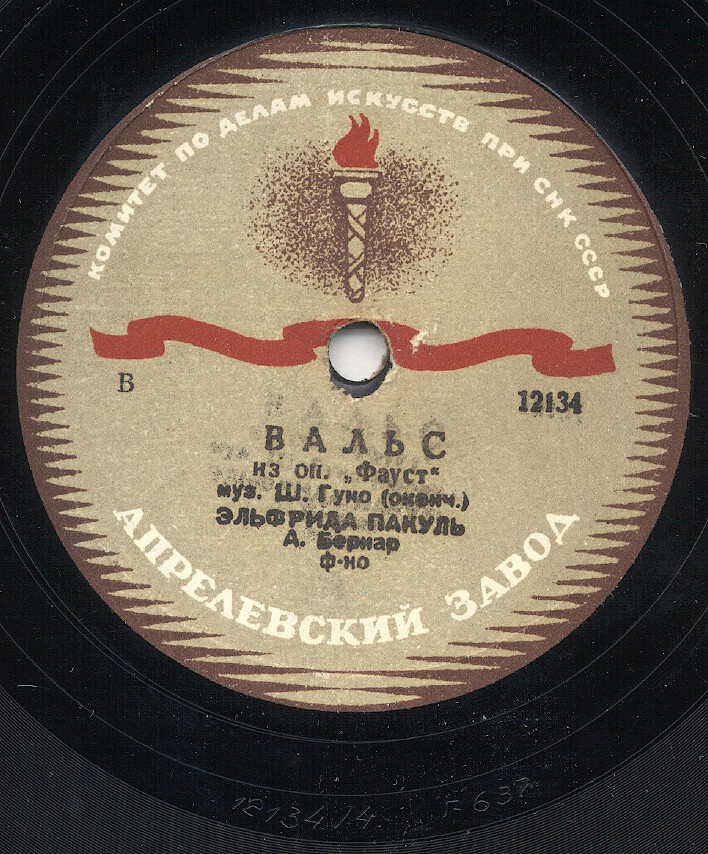 КОМИТЕТ ПО ДЕЛАМ ИСКУССТВ ПРИ СНК СССР
В
12134
ВАЛЬС
из оп. „Фауст“
муз. Ш. Гуно (оконч.)
ЭЛЬФРИДА ПАКУЛЬ
А. Бернар
ф-но
АПРЕЛЕВСКИЙ ЗАВОД
12134/4 г 637